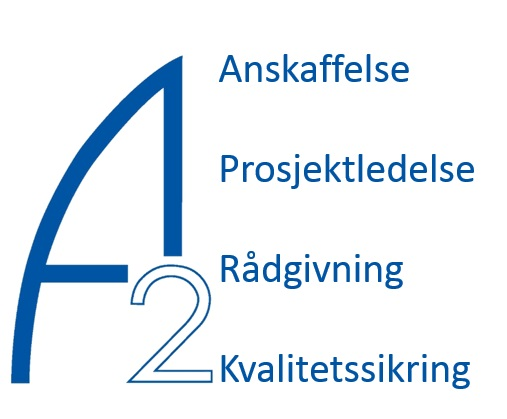 A2
Anskaffelse
Prosjektledelse
Rådgivning
Kvalitetssikring